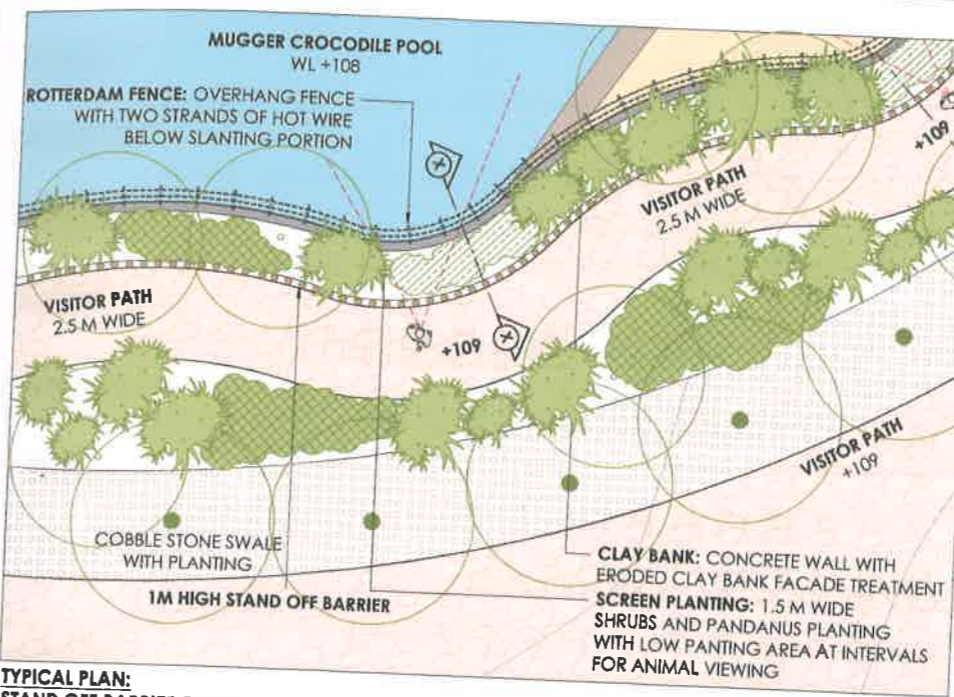 MUGGER CROCODILE POOL
WL +108
ROTTERDAM FENCE: OVERHANG FENCE
WITH TWO STRANDS OF HOT WIRE
BELOW SLANTING PORTION
+109
VISITOR PATH
2.5 M WIDE
VISITOR PATH
2.5 M WIDE
+109
VISITOR PATH
+109
COBBLE STONE SWALE
WITH PLANTING
1M HIGH STAND OFF BARRIER
CLAY BANK: CONCRETE WALL WITH
ERODED CLAY BANK FACADE TREATMENT
SCREEN PLANTING: 1.5 M WIDE
SHRUBS AND PANDANUS PLANTING
WITH LOW PANTING AREA AT INTERVALS
FOR ANIMAL VIEWING
TYPICAL PLAN:
STAND OFF BARRIER